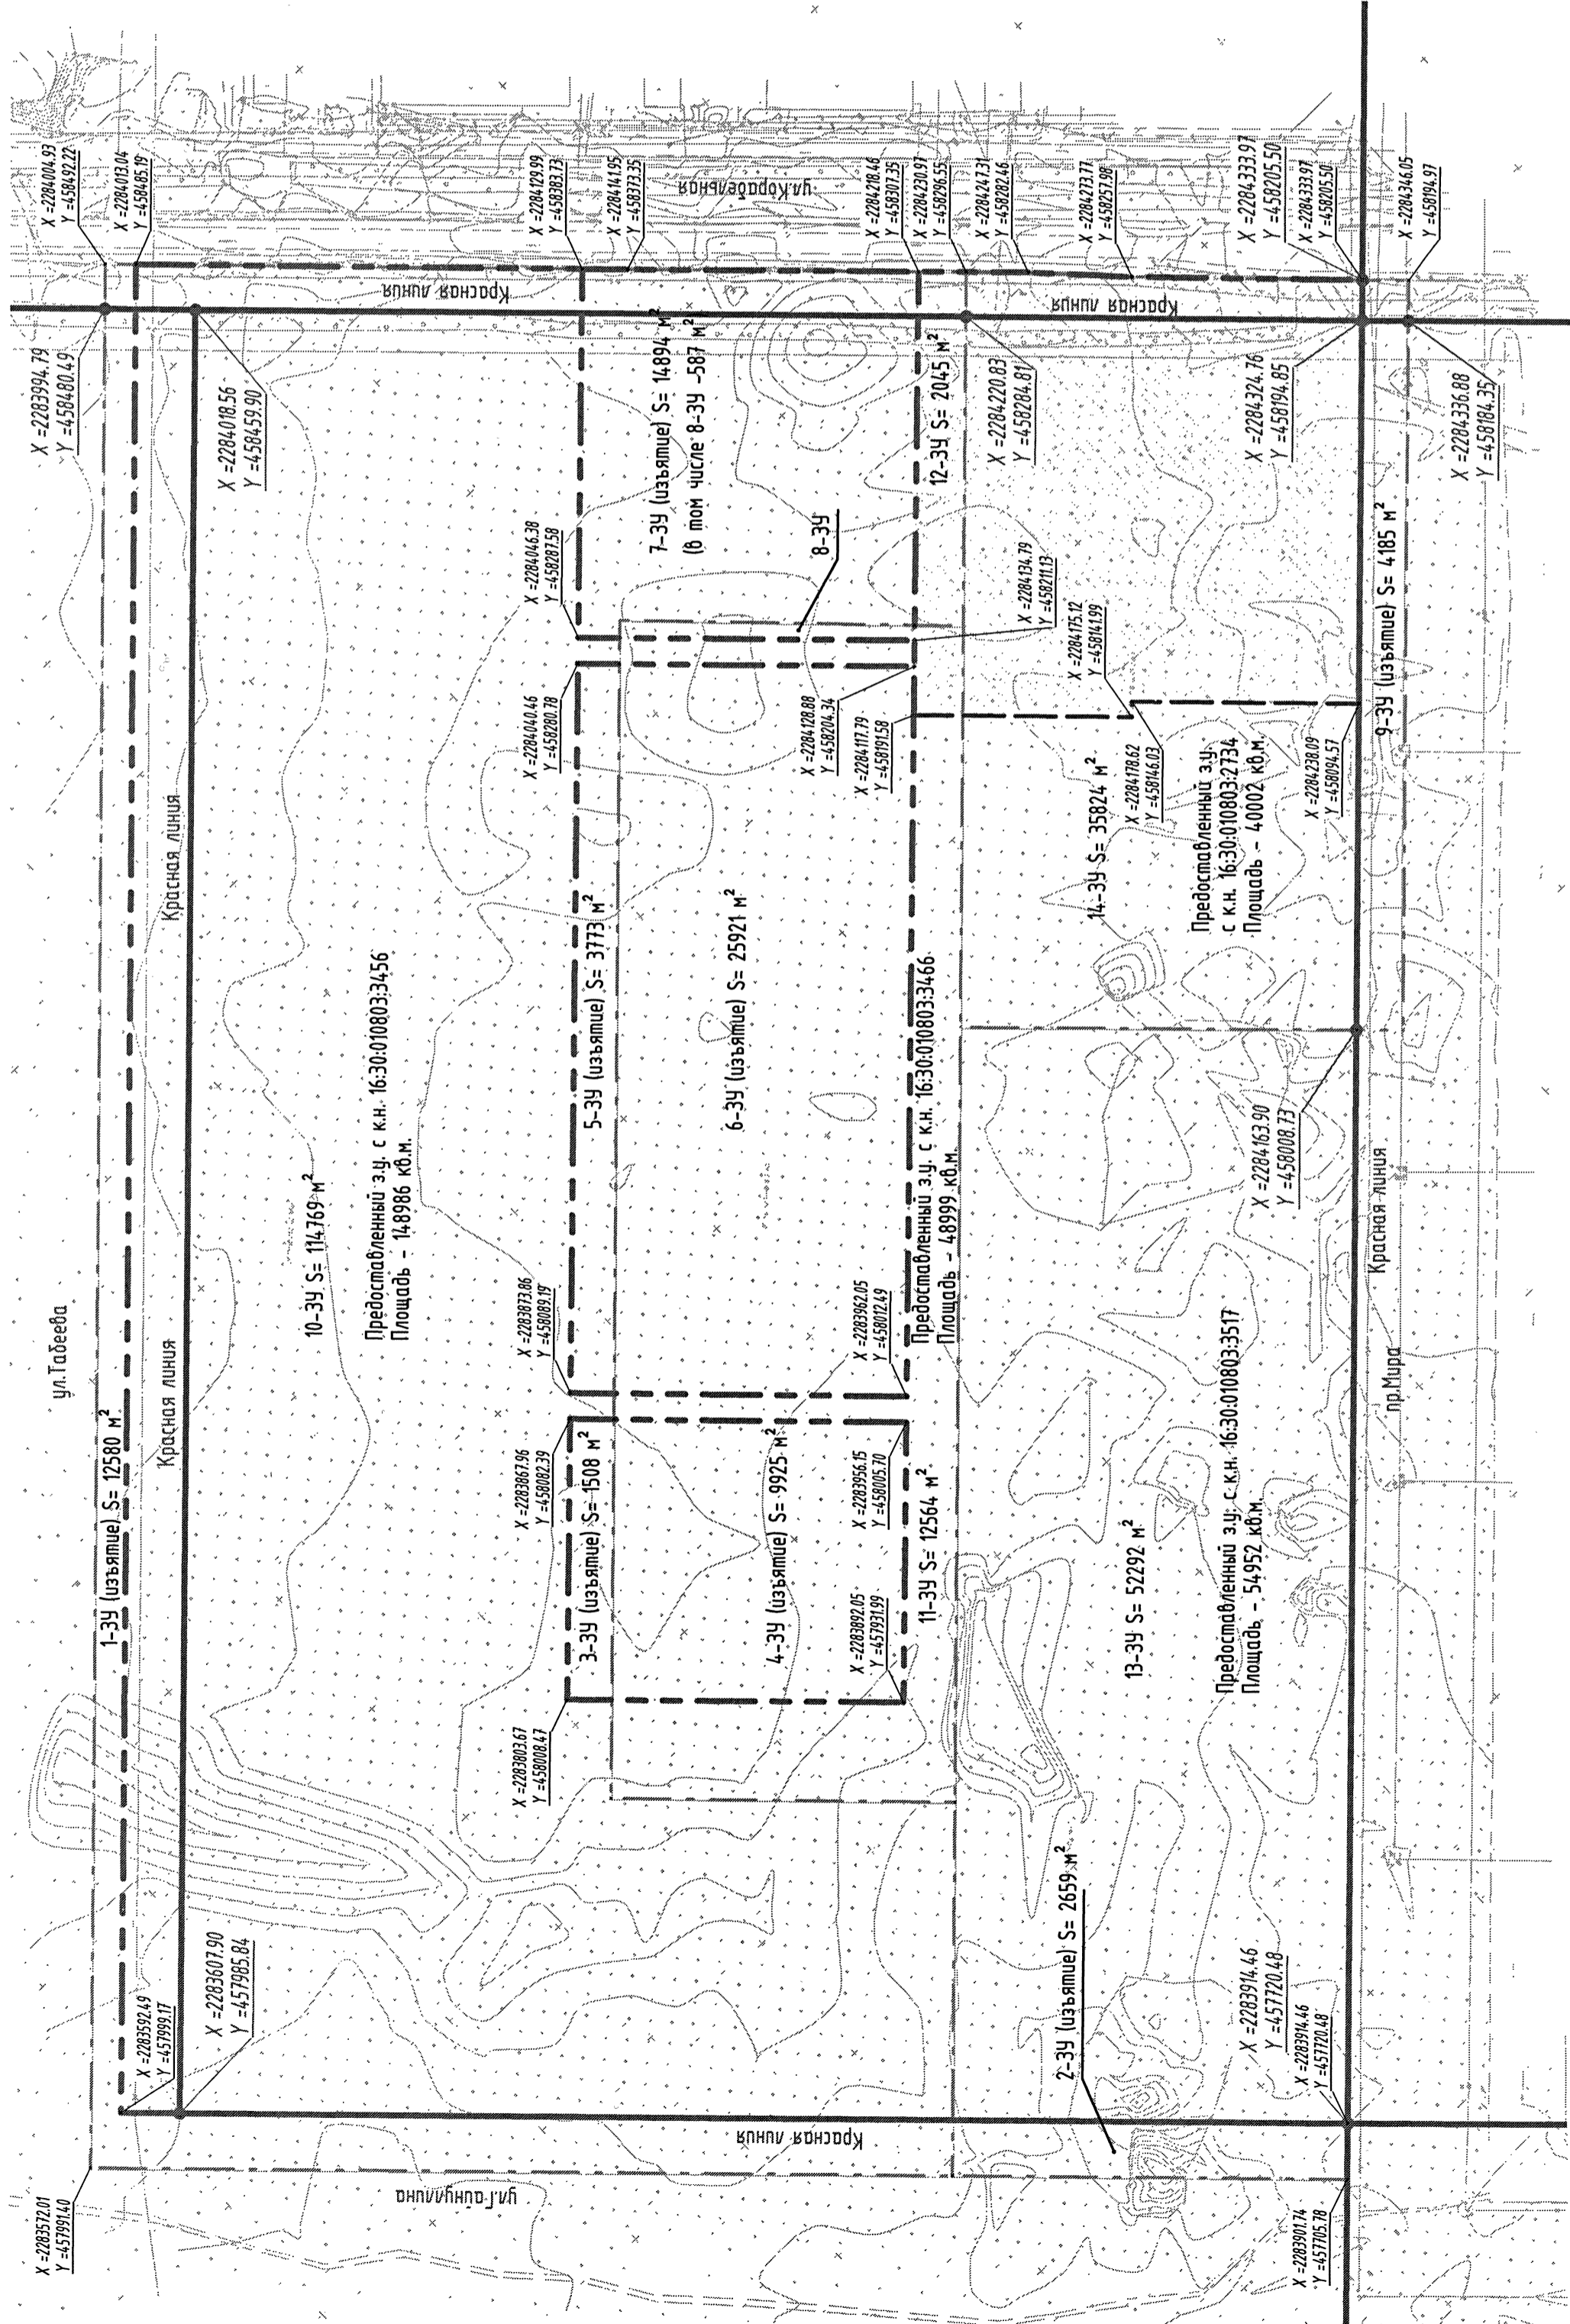 X =2283572.01
Y =457991.40
X =2283592.49
Y =457999.17
X =2283607.90
Y =457985.84
1-ЗУ (изъятие) S= 12580 м²
ул.Табеева
Красная линия
Красная линия
X =2283994.79
Y =458480.49
X =2284004.93
Y =458492.22
X =2284013.04
Y =458485.19
X =2284018.56
Y =458459.90
10-ЗУ S= 114769 м²
Предоставленный з.у. с к.н. 16:30:010803:3456
Площадь - 148986 кв.м.
ул.Гайнуллина
Красная линия
Красная линия
X =2283803.67
Y =458008.47
X =2283867.96
Y =458082.39
X =2283873.86
Y =458089.19
X =2284040.46
Y =458280.78
X =2284046.38
Y =458287.58
X =2284129.99
Y =458383.73
X =2284141.95
Y =458373.35
3-ЗУ (изъятие) S= 1508 м²
5-ЗУ (изъятие) S= 3773 м²
7-ЗУ (изъятие) S= 14894 м²
(в том числе 8-ЗУ -587 м²
ул.Корабельная
4-ЗУ (изъятие) S= 9925 м²
6-ЗУ (изъятие) S= 25921 м²
8-ЗУ
X =2283892.05
Y =457931.99
X =2283956.15
Y =458005.70
X =2283962.05
Y =458012.49
X =2284128.88
Y =458204.34
X =2284117.79
Y =458191.58
X =2284218.46
Y =458307.35
X =2284230.97
Y =458296.55
X =2284247.31
Y =458282.46
11-ЗУ S= 12564 м²
Предоставленный з.у. с к.н. 16:30:010803:3466
Площадь - 48999 кв.м.
12-ЗУ S= 2045 м²
X =2284220.83
Y =458284.81
X =2284134.79
Y =458211.13
X =2284175.12
Y =458141.99
X =2284178.62
Y =458146.03
X =2284273.77
Y =458257.98
Красная линия
2-ЗУ (изъятие) S= 2659 м²
13-ЗУ S= 52292 м²
14-ЗУ S= 35824 м²
Предоставленный з.у. с к.н. 16:30:010803:3517
Площадь - 54952 кв.м.
Предоставленный з.у.
с к.н. 16:30:010803:2734
Площадь - 40002 кв.м.
X =2283914.46
Y =457720.48
X =2283914.46
Y =457720.48
X =2284163.90
Y =458008.73
X =2284238.09
Y =458094.57
X =2284324.76
Y =458194.85
X =2284333.97
Y =458205.50
X =2284333.97
Y =458205.50
X =2283901.74
Y =457705.78
пр.Мира
Красная линия
9-ЗУ (изъятие) S= 4185 м²
X =2284346.05
Y =458194.97
X =2284336.88
Y =458184.35